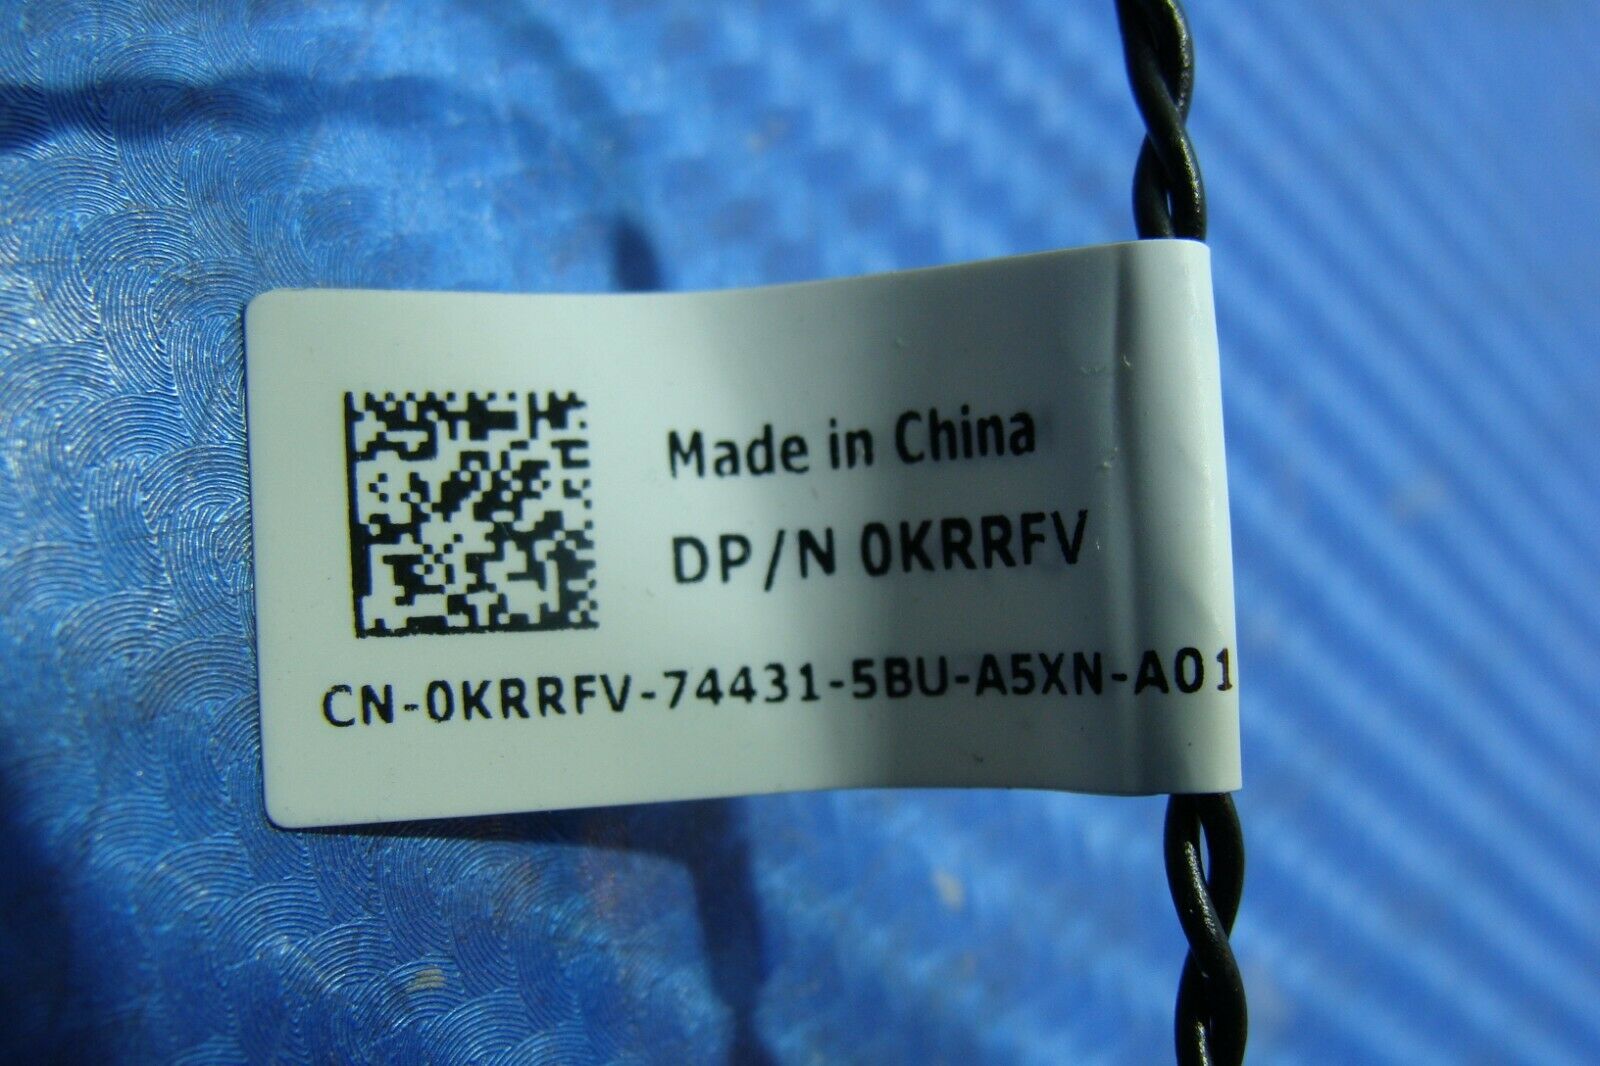 Made in China
DP/N 0KRRFV
CN-0KRRFV-74431-5BU-A5XN-A01